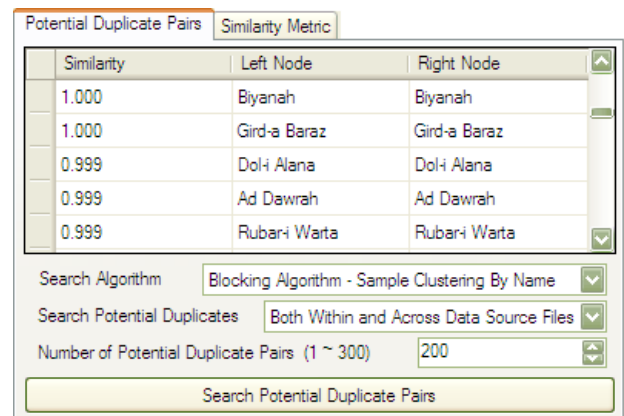 Potential Duplicate Pairs Similarity Metric
Similarity Left Node Right Node
1.000 Biyanah Biyanah
1.000 Gird-a Baraz Gird-a Baraz
0.999 Dol-i Alana Dol-i Alana
0.999 Ad Dawrah Ad Dawrah
0.999 Rubar-i Warta Rubar-i Warta
Search Algorithm Blocking Algorithm - Sample Clustering By Name
Search Potential Duplicates Both Within and Across Data Source Files
Number of Potential Duplicate Pairs (1 ~ 300) 200
Search Potential Duplicate Pairs